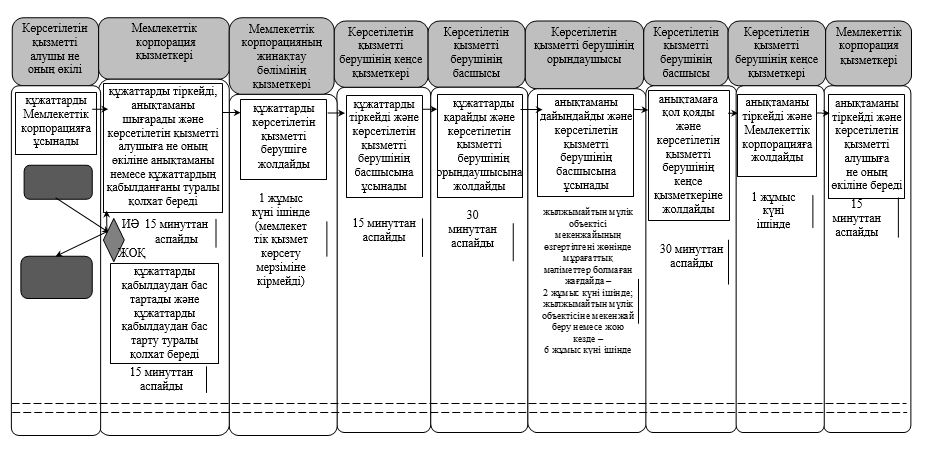 Көрсетілетін
қызметті
алушы не
оның өкілі
Мемлекеттік
корпорация
қызметкері
Мемлекеттік
корпорацияның
жинақтау
бөлімінің
қызметкері
Көрсетілетін
қызметті
берушінің кеңсе
қызметкері
Көрсетілетін
қызметті
берушінің
басшысы
Көрсетілетін
қызметті берушінің
орындаушысы
Көрсетілетін
қызметті
берушінің
басшысы
Көрсетілетін
қызметті
берушінің кеңсе
қызметкері
Мемлекеттік
корпорация
қызметкері
құжаттарды
Мемлекеттік
корпорацияға
ұсынады
құжаттарды тіркейді,
анықтаманы
шығарады және
көрсетілетін қызметті
алушыға не оның
өкіліне анықтаманы
немесе құжаттардың
қабылданғаны туралы
қолхат береді
ИӘ 15 минуттан
аспайды
ЖОҚ
құжаттарды
қабылдаудан бас
тартады және
құжаттарды
қабылдаудан бас
тарту туралы
қолхат береді
15 минуттан
аспайды
құжаттарды
көрсетілетін
қызметті
берушіге
жолдайды
1 жұмыс
күні ішінде
(мемлекет
тік қызмет
көрсету
мерзіміне
кірмейді)
құжаттарды
тіркейді және
көрсетілетін
қызметті
берушінің
басшысына
ұсынады
15 минуттан
аспайды
құжаттарды
қарайды және
көрсетілетін
қызметті
берушінің
орындаушысына
жолдайды
30
минуттан
аспайды
анықтаманы
дайындайды және
көрсетілетін
қызметті берушінің
басшысына
ұсынады
жылжымайтын мүлік
объектісі
мекенжайының
өзгертілгені жөнінде
мұрағаттық
мәліметтер болмаған
жағдайда –
2 жұмыс күні ішінде;
жылжымайтын мүлік
объектісіне мекенжай
беру немесе жою
кезде –
6 жұмыс күні ішінде
анықтамаға
қол қояды
және
көрсетілетін
қызметті
берушінің
кеңсе
қызметкеріне
жолдайды
30 минуттан
аспайды
анықтаманы
тіркейді және
Мемлекеттік
корпорацияға
жолдайды
1 жұмыс
күні
ішінде
анықтаманы
тіркейді және
көрсетілетін
қызметті
алушыға
не оның
өкіліне береді
15
минуттан
аспайды